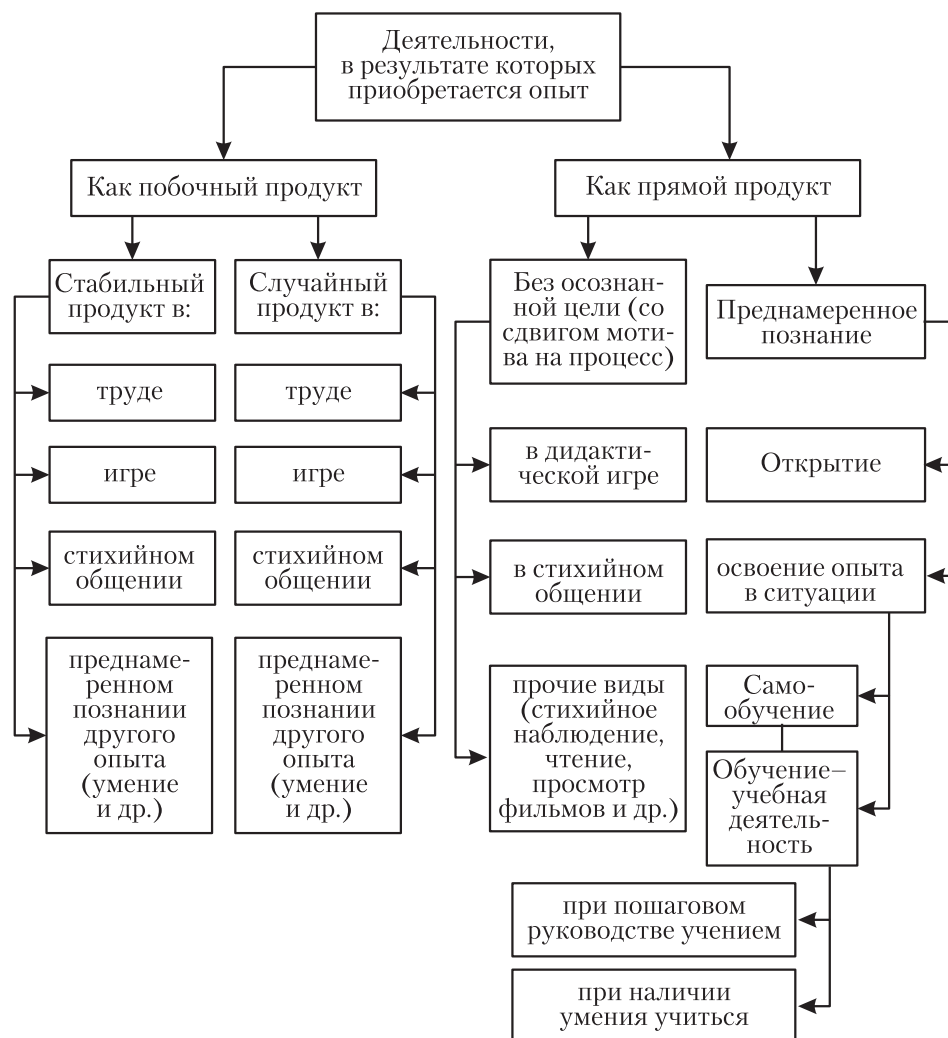 Деятельности,
в результате которых
приобретается опыт
Как побочный продукт
Как прямой продукт
Стабильный
продукт в:
Случайный
продукт в:
Без осознан-
ной цели (со
сдвигом моти-
ва на процесс)
Преднамеренное
познание
труде
труде
игре
игре
в дидакти-
ческой игре
Открытие
стихийном
общении
стихийном
общении
в стихийном
общении
освоение опыта
в ситуации
преднаме-
ренном
познании
другого
опыта
(умение
и др.)
преднаме-
ренном
познании
другого
опыта
(умение
и др.)
прочие виды
(стихийное
наблюдение,
чтение,
просмотр
фильмов и др.)
Само-
обучение
Обучение–
учебная
деятель-
ность
при пошаговом
руководстве учением
при наличии
умения учиться